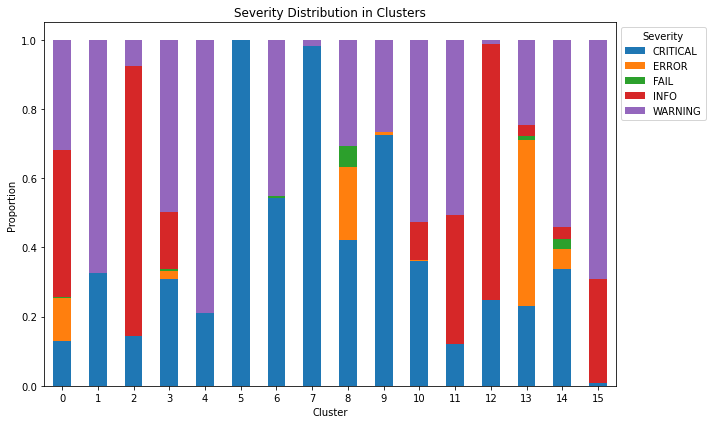 Severity Distribution in Clusters
Severity
CRITICAL
ERROR
FAIL
INFO
WARNING
Proportion
1.0
0.8
0.6
0.4
0.2
0.0
0 1 2 3 4 5 6 7 8 9 10 11 12 13 14 15
Cluster